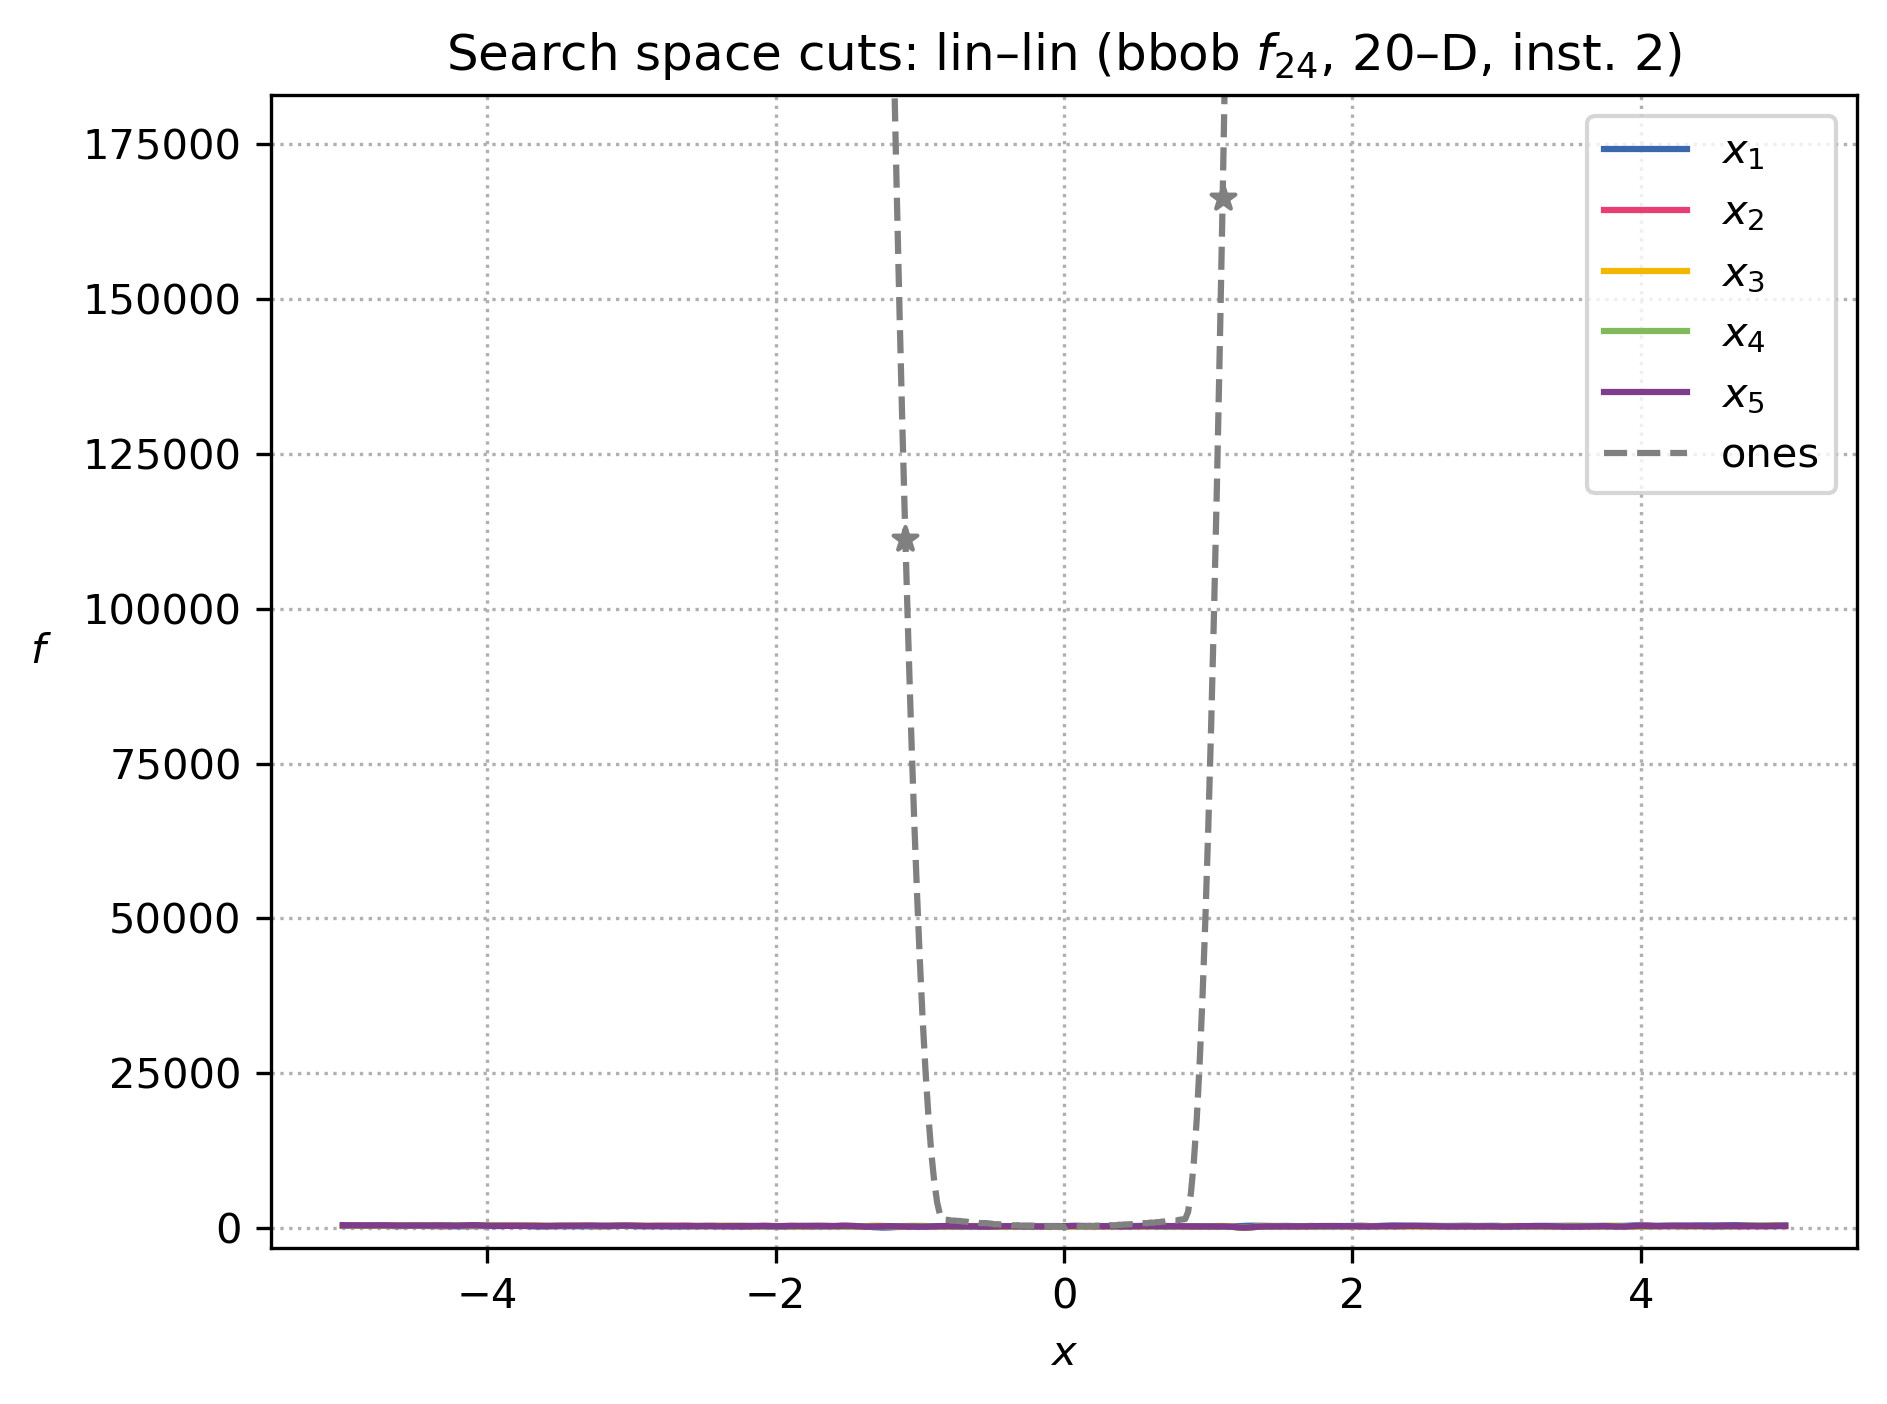 Search space cuts: lin–lin (bbob f24, 20–D, inst. 2)
175000
150000
125000
100000
75000
50000
25000
0
f
−4
−2
0
2
4
x
x1
x2
x3
x4
x5
ones